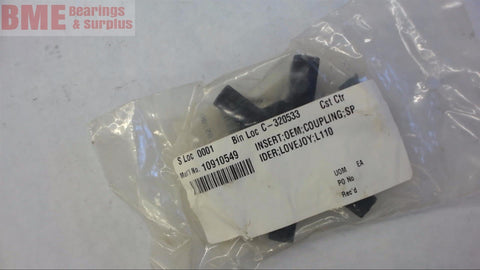 BME Bearings & Surplus
S Loc 0001 Bin Loc C-320533 Cst Ctr
Mat'l No. 10910549 INSERT;OEM;COUPLING;SP
IDER;LOVEJOY;L110
UOM EA
PO No
Rec'd